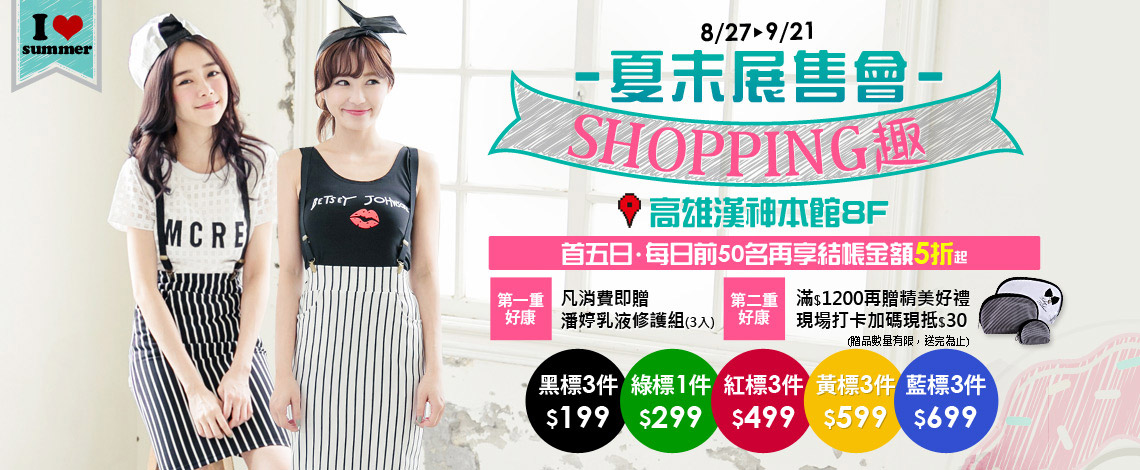 I ♥
summer
MCRE
BETSEY JOHNSON
8/27▸9/21
-夏末展售會-
SHOPPING趣
高雄漢神本館8F
首五日·每日前50名再享結帳金額5折起
第一重
好康
凡消費即贈
潘婷乳液修護組(3入)
第二重
好康
滿$1200再贈精美好禮
現場打卡加碼現抵$30
(贈品數量有限，送完為止)
黑標3件
$199
綠標1件
$299
紅標3件
$499
黃標3件
$599
藍標3件
$699